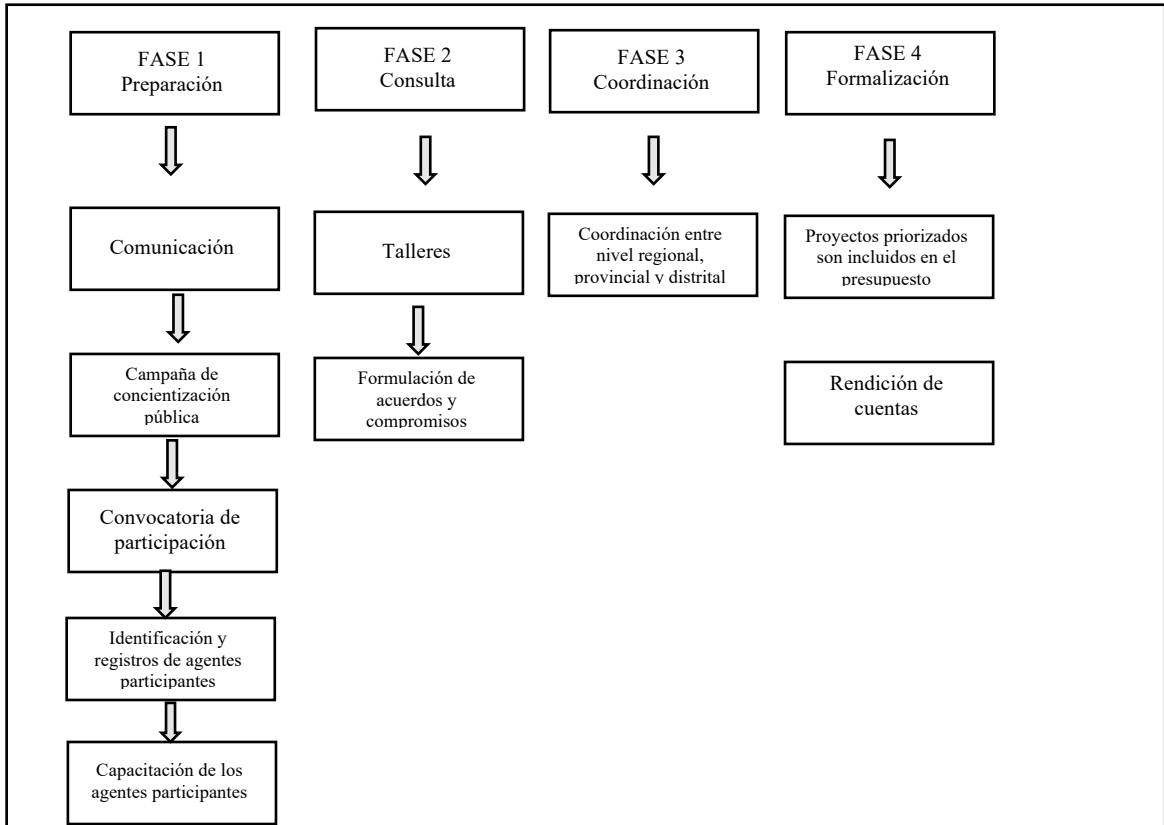 FASE 1
Preparación
Comunicación
Campaña de
concientización
pública
Convocatoria de
participación
Identificación y
registros de agentes
participantes
Capacitación de los
agentes participantes
FASE 2
Consulta
Talleres
Formulación de
acuerdos y
compromisos
FASE 3
Coordinación
Coordinación entre
nivel regional,
provincial y distrital
FASE 4
Formalización
Proyectos priorizados
son incluidos en el
presupuesto
Rendición de
cuentas